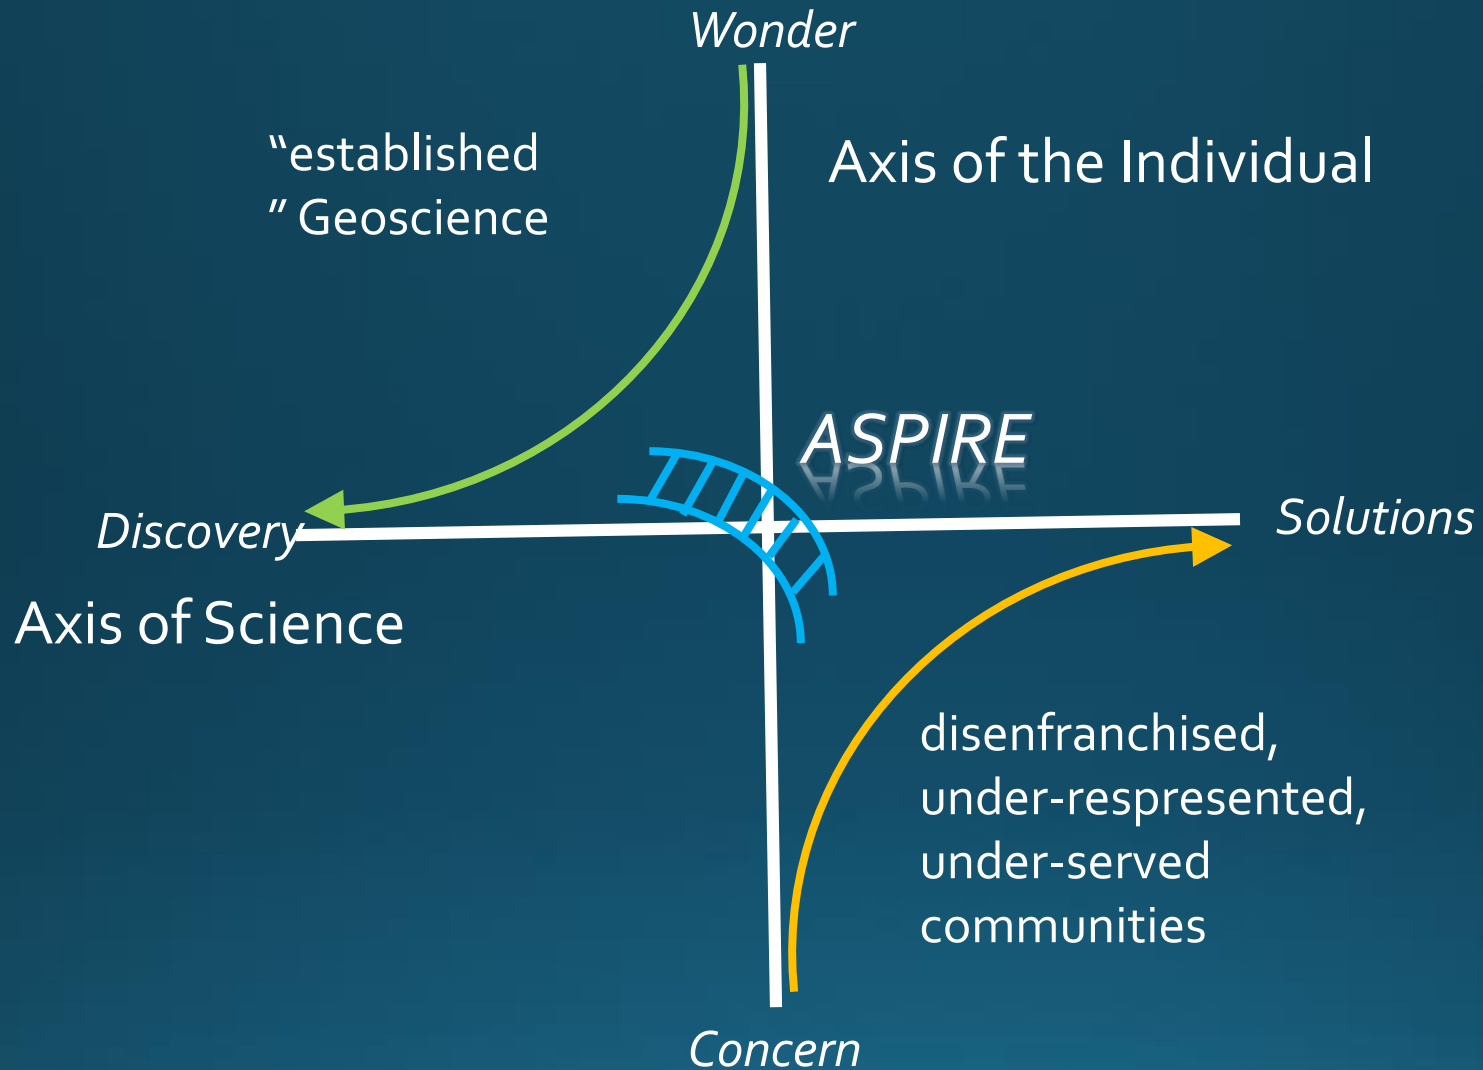 Wonder
“established
” Geoscience
Axis of the Individual
ASPIRE
Discovery
Solutions
Axis of Science
disenfranchised,
under-respresented,
under-served
communities
Concern